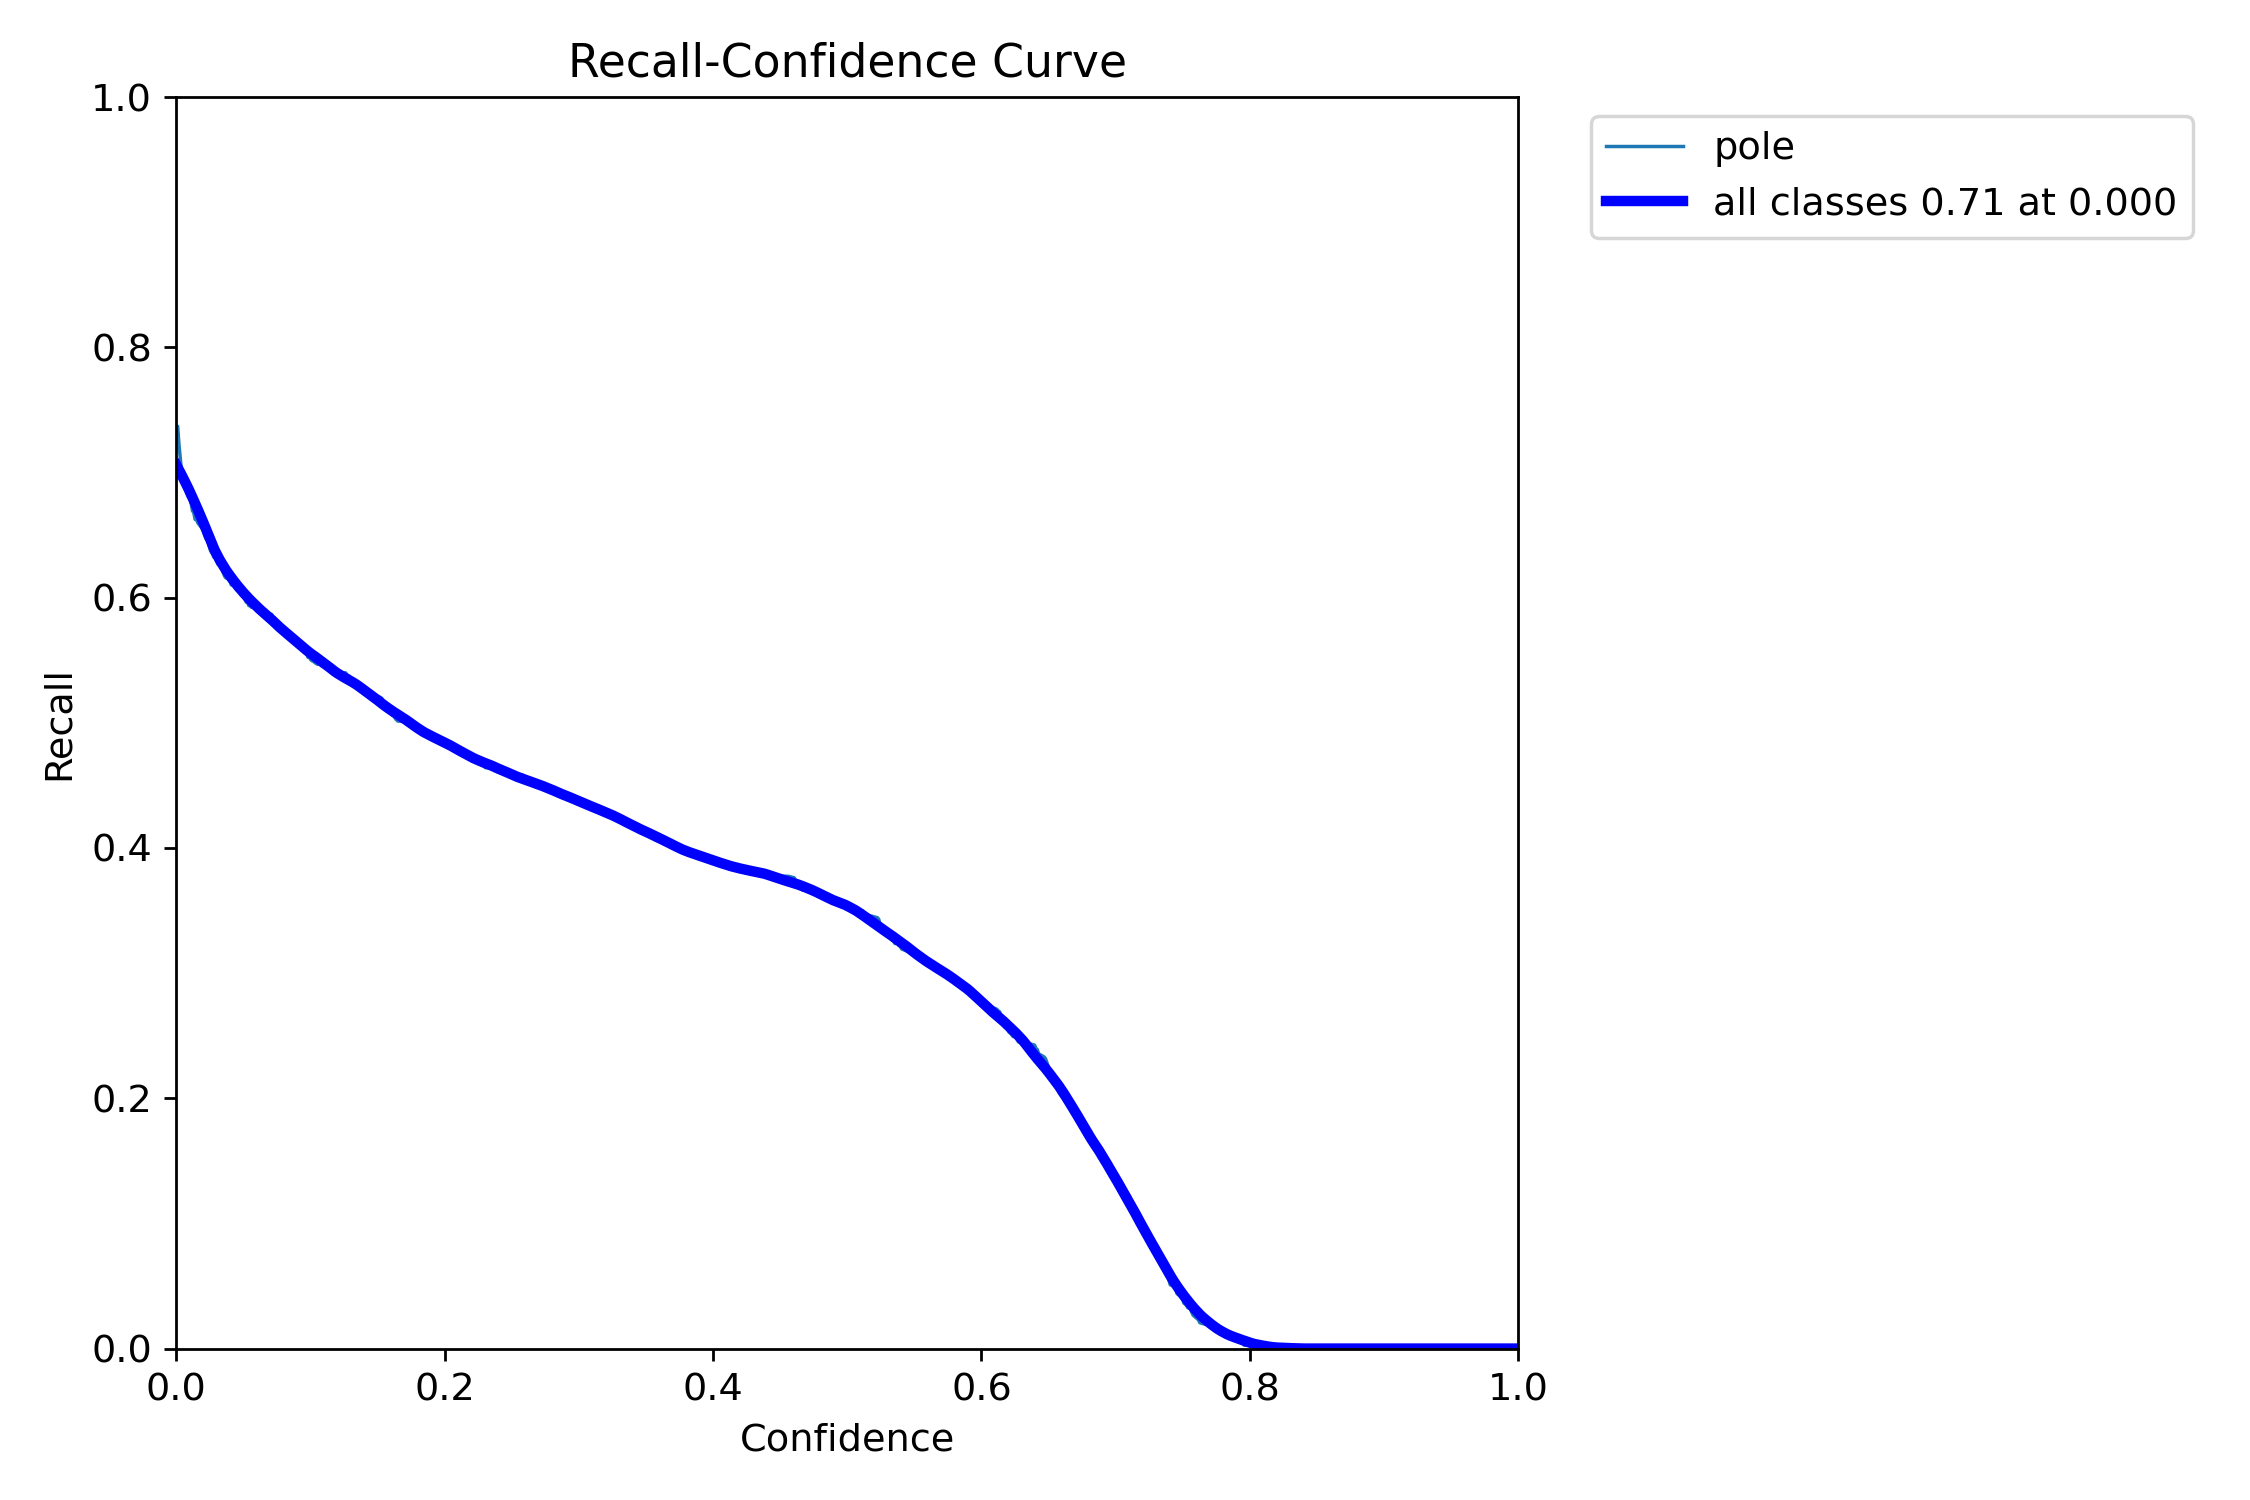 Recall-Confidence Curve
pole
all classes 0.71 at 0.000
Recall
1.0
0.8
0.6
0.4
0.2
0.0
0.0 0.2 0.4 0.6 0.8 1.0
Confidence